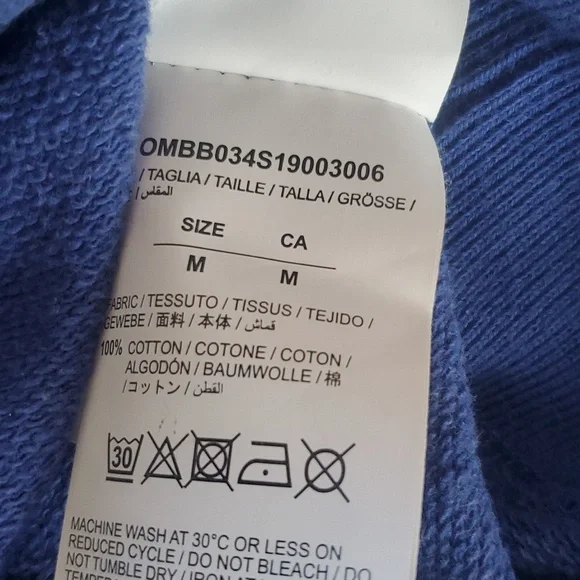 OMBB034S19003006
/ TAGLIA / TAILLE / TALLA / GRÖSSE /
المقاس
SIZE CA
M M
FABRIC / TESSUTO / TISSUS / TEJIDO /
GEWEBE / 面料 / 本体 / قماش /
100% COTTON / COTONE / COTON /
ALGODÓN / BAUMWOLLE / 棉
/ コットン / القطن /
30
MACHINE WASH AT 30°C OR LESS ON
REDUCED CYCLE / DO NOT BLEACH / DO
NOT TUMBLE DRY / IRON AT